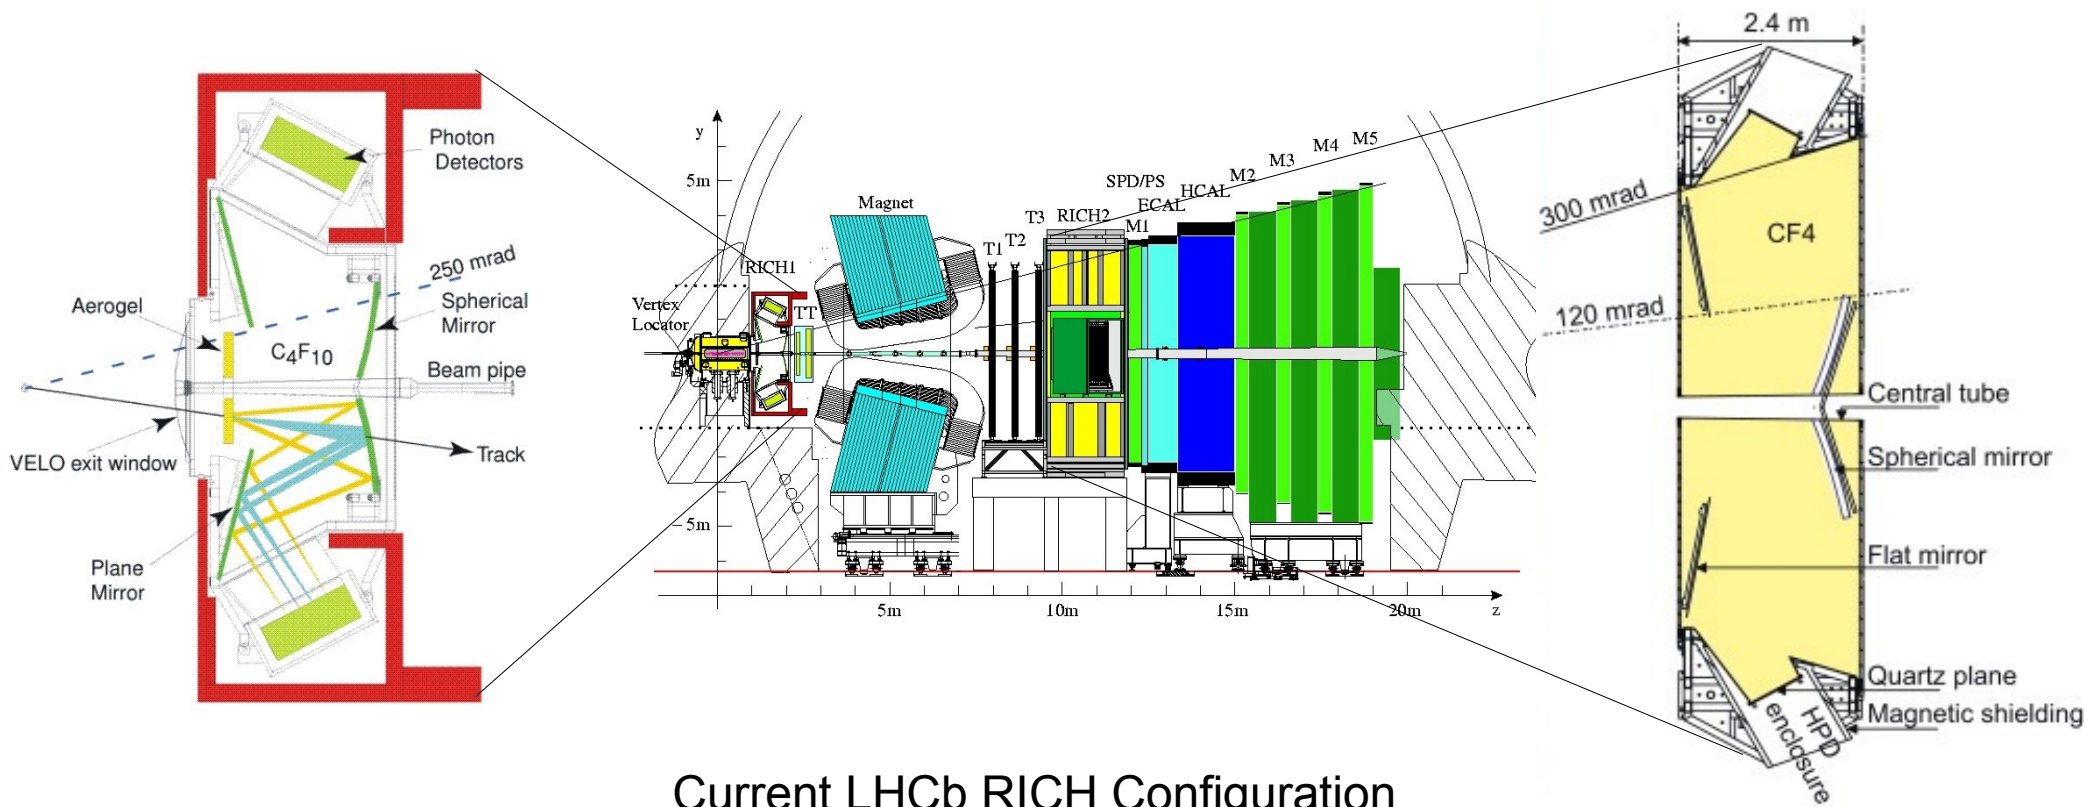 Photon
Detectors
250 mrad
Aerogel
Spherical
Mirror
C4F10
Beam pipe
VELO exit window
Track
Plane
Mirror
y
5m
Magnet
RICH1
Vertex
Locator
TT
T1
T2
T3
RICH2
SPD/PS
ECAL
HCAL
M1
M2
M3
M4
M5
− 5m
5m
10m
15m
20m
z
2.4 m
300 mrad
CF4
120 mrad
Central tube
Spherical mirror
Flat mirror
Quartz plane
Magnetic shielding
HPD
enclosure
Current LHCb RICH Configuration